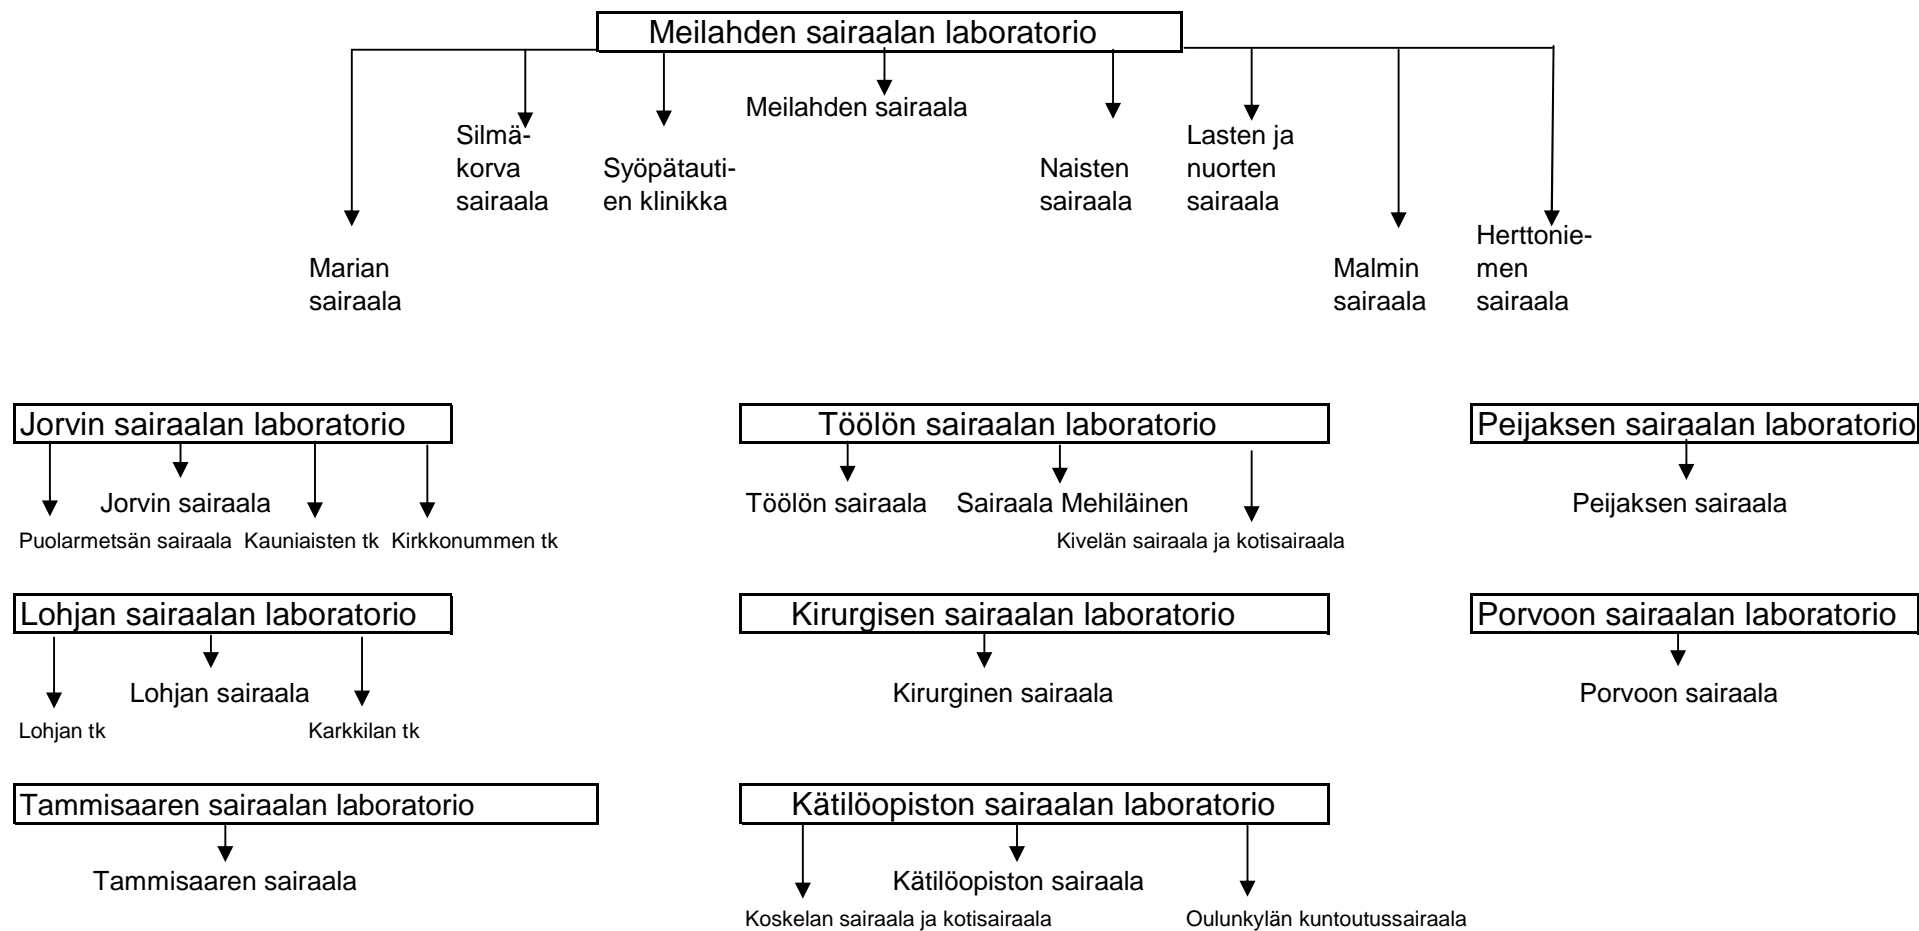 Meilahden sairaalan laboratorio
Meilahden sairaala
Silmä-
korva
sairaala
Syöpätauti-
en klinikka
Naisten
sairaala
Lasten ja
nuorten
sairaala
Marian
sairaala
Malmin
sairaala
Herttonie-
men
sairaala
Jorvin sairaalan laboratorio
Jorvin sairaala
Puolarmetsän sairaala
Kauniaisten tk
Kirkkonummen tk
Töölön sairaalan laboratorio
Töölön sairaala
Sairaala Mehiläinen
Kivelän sairaala ja kotisairaala
Peijaksen sairaalan laboratorio
Peijaksen sairaala
Lohjan sairaalan laboratorio
Lohjan sairaala
Lohjan tk
Karkkilan tk
Kirurgisen sairaalan laboratorio
Kirurginen sairaala
Porvoon sairaalan laboratorio
Porvoon sairaala
Tammisaaren sairaalan laboratorio
Tammisaaren sairaala
Kätilöopiston sairaalan laboratorio
Kätilöopiston sairaala
Koskelan sairaala ja kotisairaala
Oulunkylän kuntoutussairaala